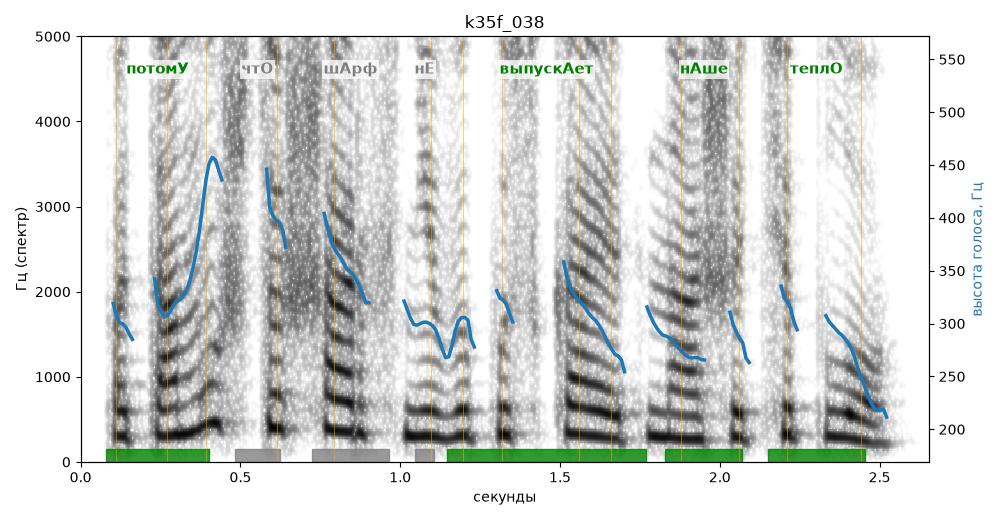 k35f_038
потомУ чтО шАрф нЕ выпускАет нАше теплО
5000
4000
3000
2000
1000
0
Гц (спектр)
550
500
450
400
350
300
250
200
высота голоса, Гц
0.0 0.5 1.0 1.5 2.0 2.5
секунды